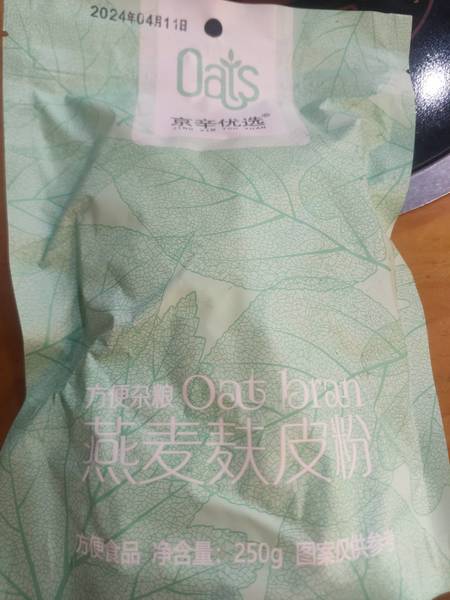 2024年04月11日
Oats
京辛优选®
JING XIN YOU XUAN
方便杂粮 Oat bran
燕麦麸皮粉
方便食品 净含量：250g 图案仅供参考